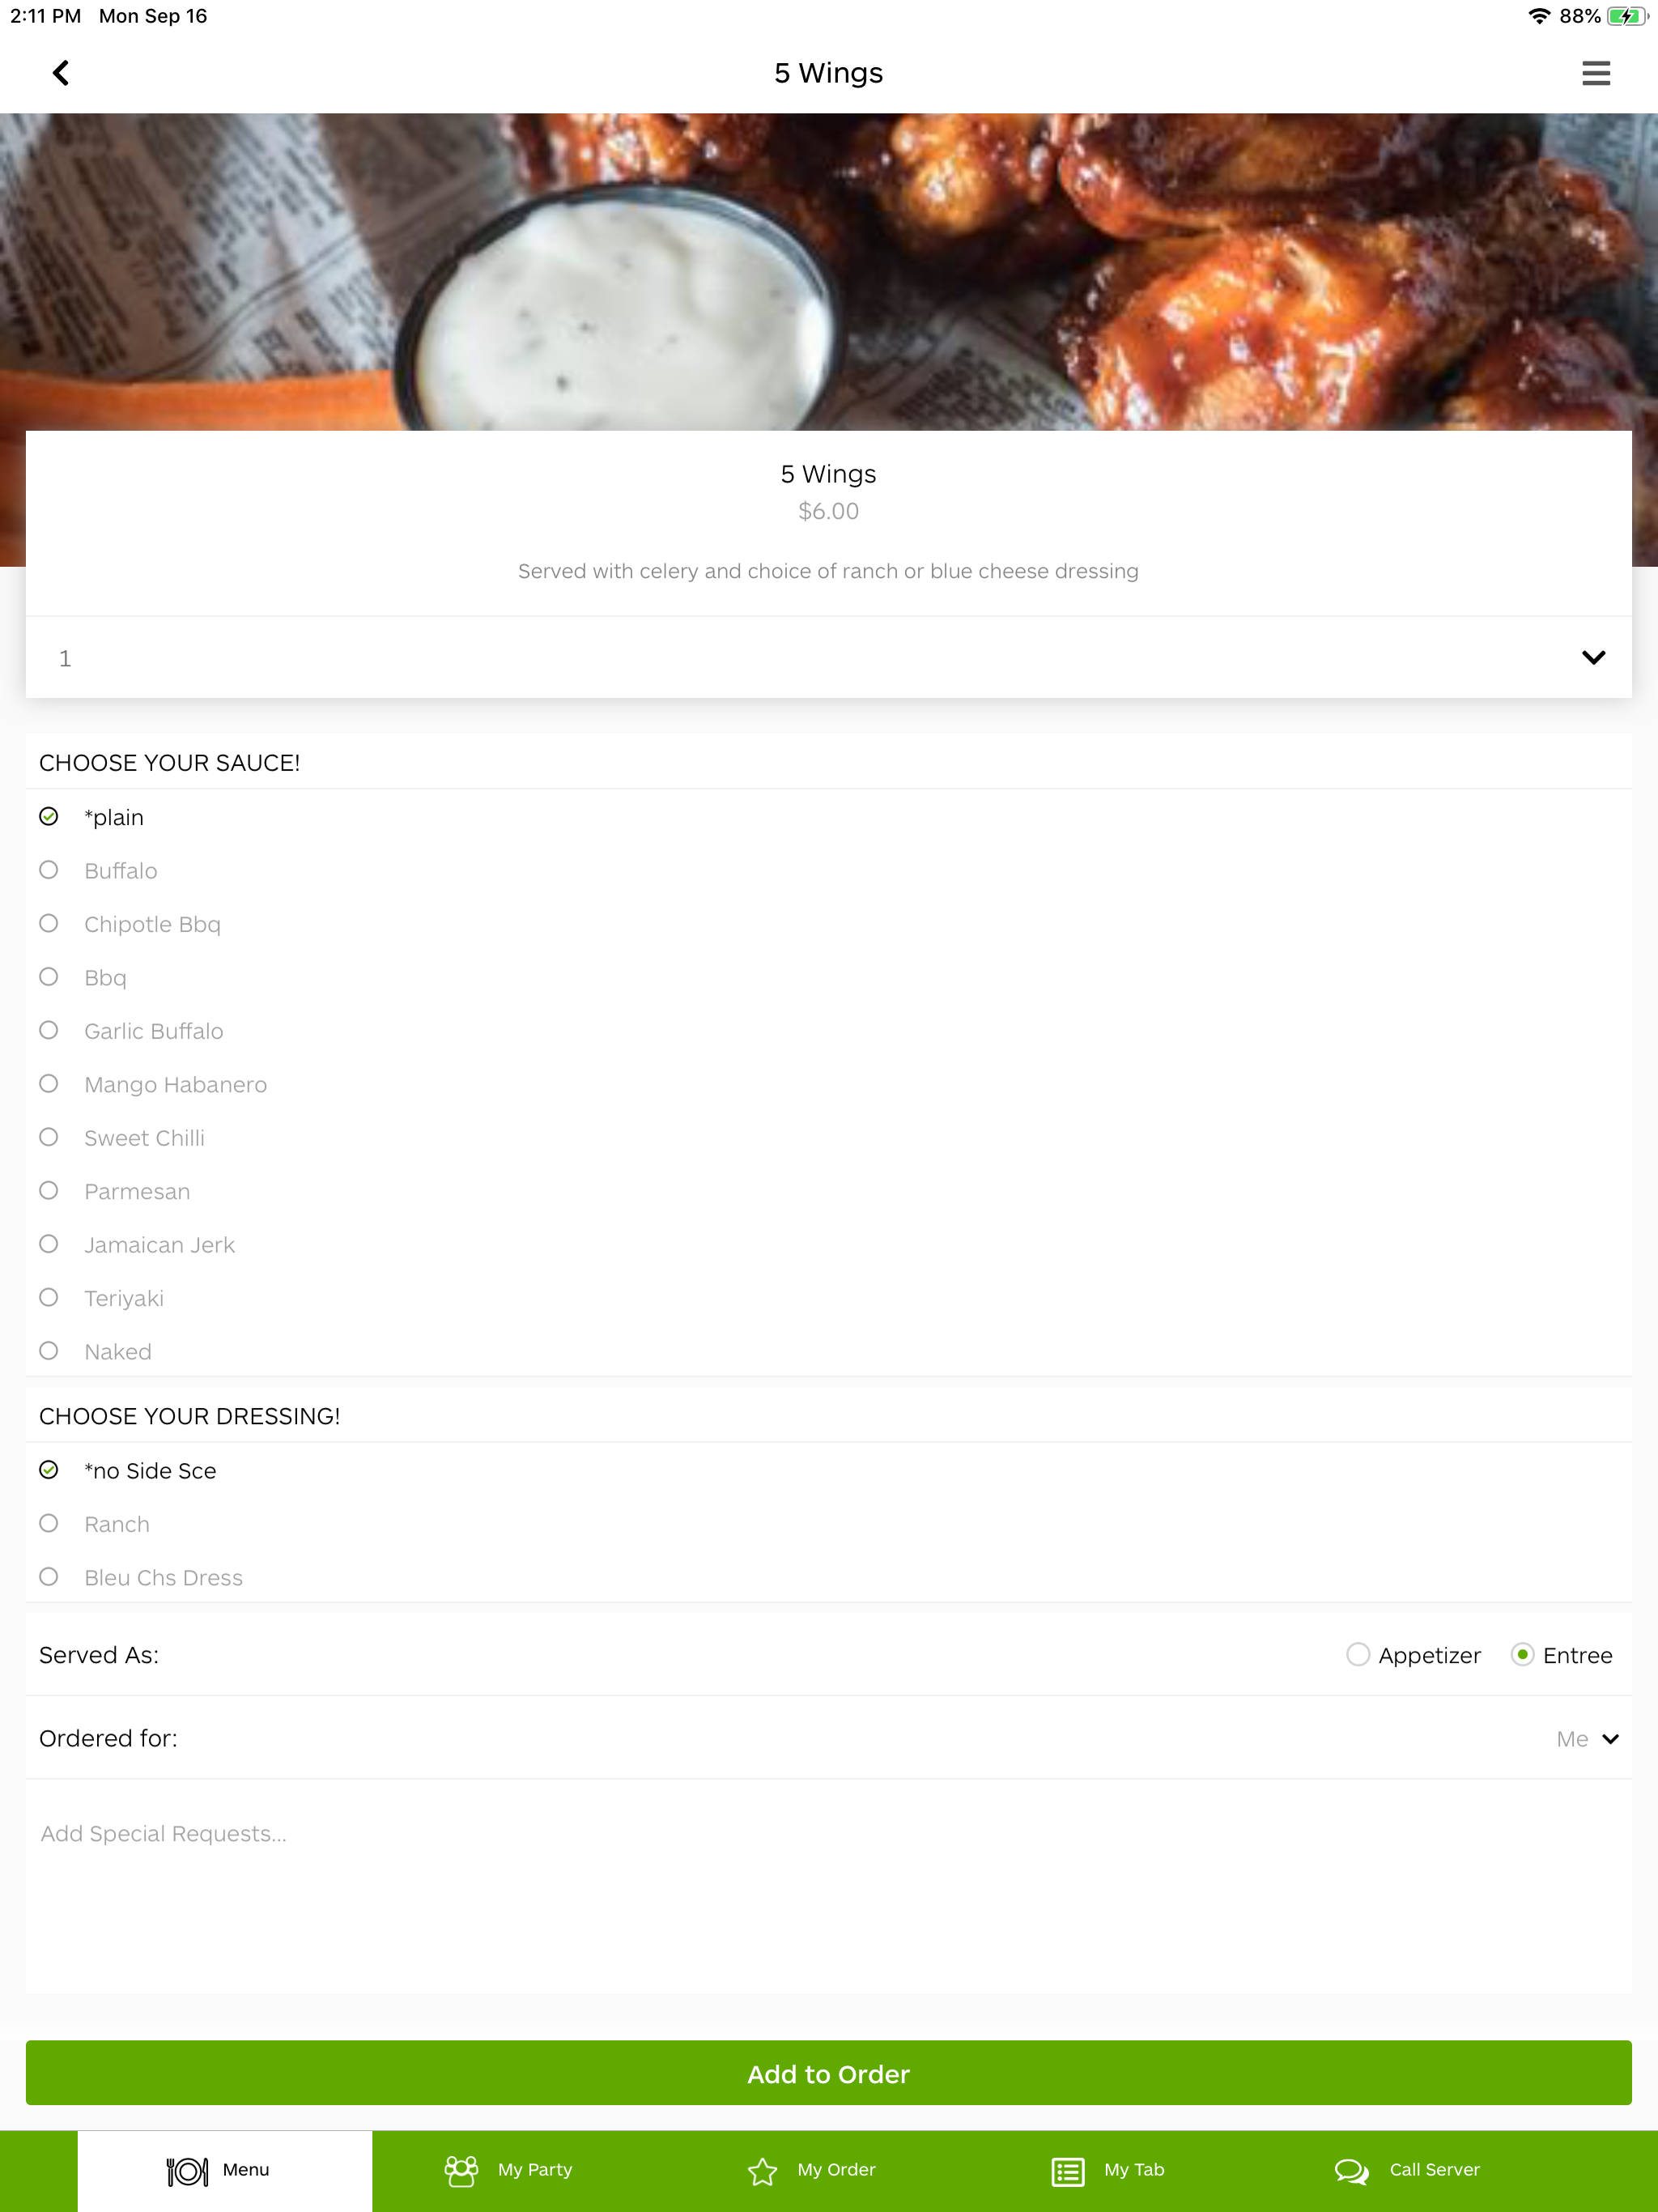 2:11 PM Mon Sep 16 88%
5 Wings
5 Wings
$6.00
Served with celery and choice of ranch or blue cheese dressing
1
CHOOSE YOUR SAUCE!
*plain
Buffalo
Chipotle Bbq
Bbq
Garlic Buffalo
Mango Habanero
Sweet Chilli
Parmesan
Jamaican Jerk
Teriyaki
Naked
CHOOSE YOUR DRESSING!
*no Side Sce
Ranch
Bleu Chs Dress
Served As: Appetizer Entree
Ordered for: Me
Add Special Requests...
Add to Order
Menu My Party My Order My Tab Call Server